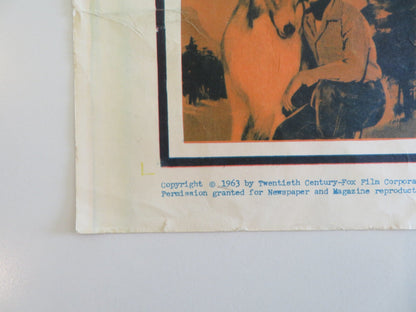 Copyright © 1963 by Twentieth Century-Fox Film Corpora
Permission granted for Newspaper and Magazine reproduct